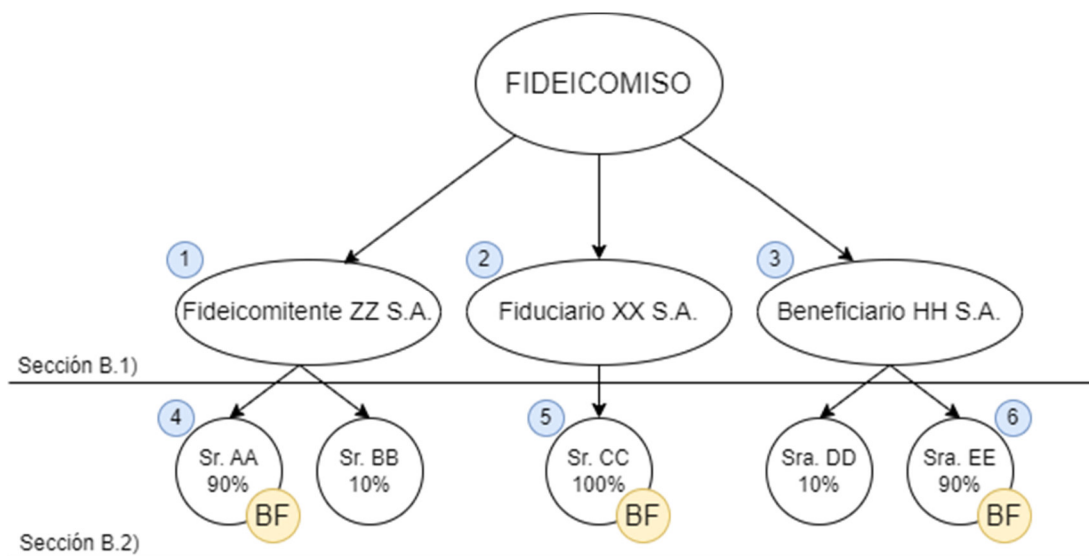 FIDEICOMISO
1
2
3
Fideicomitente ZZ S.A.
Fiduciario XX S.A.
Beneficiario HH S.A.
Sección B.1)
4
5
6
Sr. AA
90%
BF
Sr. BB
10%
Sr. CC
100%
BF
Sra. DD
10%
Sra. EE
90%
BF
Sección B.2)